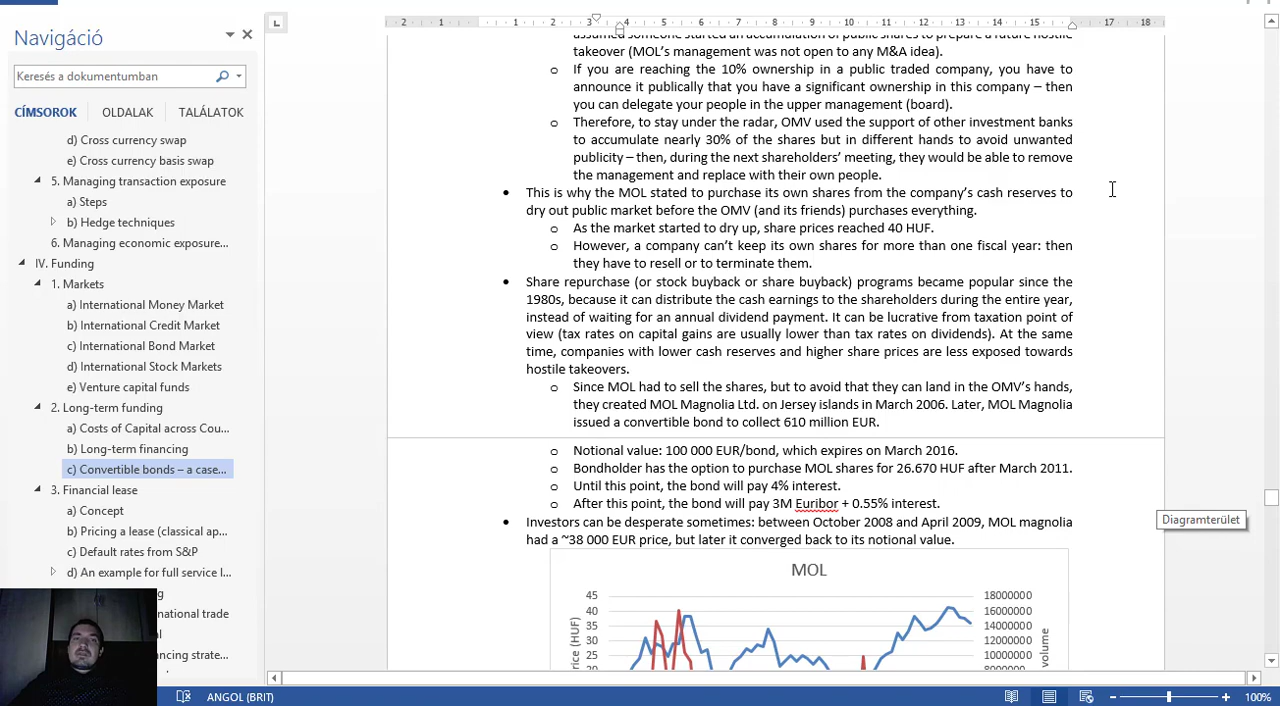 Navigáció
Keresés a dokumentumban
CÍMSOROK OLDALAK TALÁLATOK
d) Cross currency swap
e) Cross currency basis swap
5. Managing transaction exposure
a) Steps
b) Hedge techniques
6. Managing economic exposure...
IV. Funding
1. Markets
a) International Money Market
b) International Credit Market
c) International Bond Market
d) International Stock Markets
e) Venture capital funds
2. Long-term funding
a) Costs of Capital across Cou...
b) Long-term financing
c) Convertible bonds – a case...
3. Financial lease
a) Concept
b) Pricing a lease (classical ap...
c) Default rates from S&P
d) An example for full service l...
national trade
financing strate...
2 1 1 2 3 4 5 6 7 8 9 10 11 12 13 14 15 16 17 18
assumed someone started an accumulation of public shares to prepare a future hostile
takeover (MOL's management was not open to any M&A idea).
o If you are reaching the 10% ownership in a public traded company, you have to
announce it publically that you have a significant ownership in this company – then
you can delegate your people in the upper management (board).
o Therefore, to stay under the radar, OMV used the support of other investment banks
to accumulate nearly 30% of the shares but in different hands to avoid unwanted
publicity – then, during the next shareholders' meeting, they would be able to remove
the management and replace with their own people.
• This is why the MOL stated to purchase its own shares from the company's cash reserves to
dry out public market before the OMV (and its friends) purchases everything.
o As the market started to dry up, share prices reached 40 HUF.
o However, a company can't keep its own shares for more than one fiscal year: then
they have to resell or to terminate them.
• Share repurchase (or stock buyback or share buyback) programs became popular since the
1980s, because it can distribute the cash earnings to the shareholders during the entire year,
instead of waiting for an annual dividend payment. It can be lucrative from taxation point of
view (tax rates on capital gains are usually lower than tax rates on dividends). At the same
time, companies with lower cash reserves and higher share prices are less exposed towards
hostile takeovers.
o Since MOL had to sell the shares, but to avoid that they can land in the OMV's hands,
they created MOL Magnolia Ltd. on Jersey islands in March 2006. Later, MOL Magnolia
issued a convertible bond to collect 610 million EUR.
o Notional value: 100 000 EUR/bond, which expires on March 2016.
o Bondholder has the option to purchase MOL shares for 26.670 HUF after March 2011.
o Until this point, the bond will pay 4% interest.
o After this point, the bond will pay 3M Euribor + 0.55% interest.
• Investors can be desperate sometimes: between October 2008 and April 2009, MOL magnolia
had a ~38 000 EUR price, but later it converged back to its notional value.
MOL
45 18000000
40 16000000
35 14000000
30 12000000
25 10000000
(HUF)
volume
Diagramterület
ANGOL (BRIT)
100%